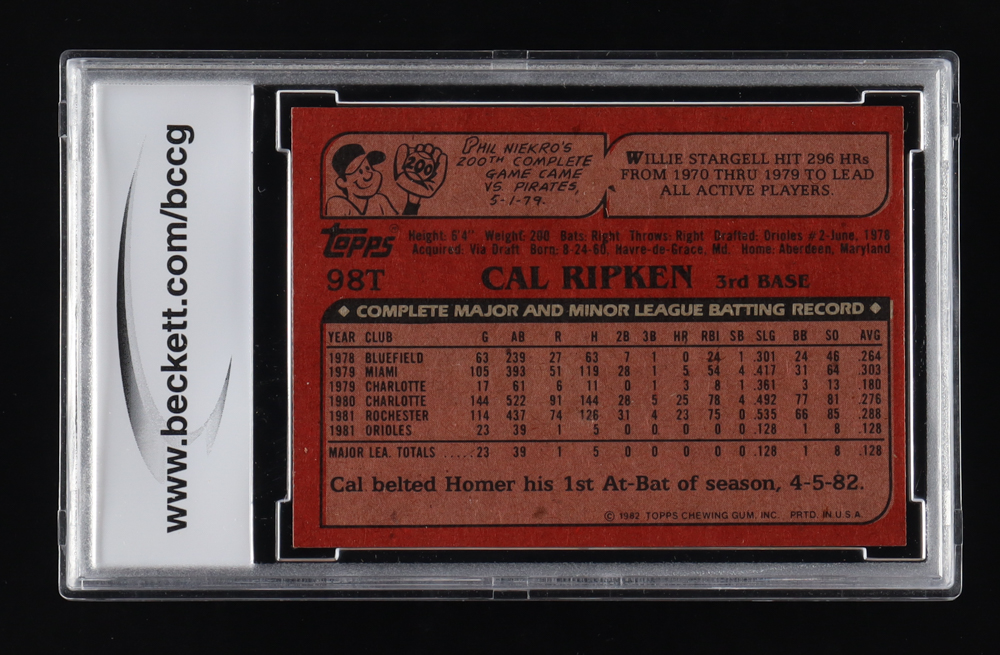 www.beckett.com/bccg
PHIL NIEKRO'S
200TH COMPLETE
GAME CAME
VS. PIRATES,
5-1-79.
200
WILLIE STARGELL HIT 296 HRs
FROM 1970 THRU 1979 TO LEAD
ALL ACTIVE PLAYERS.
Topps
Height: 6'4" Weight: 200 Bats: Right Throws: Right Drafted: Orioles #2-June, 1978
Acquired: Via Draft Born: 8-24-60, Havre-de-Grace, Md. Home: Aberdeen, Maryland
98T CAL RIPKEN 3rd BASE
◆ COMPLETE MAJOR AND MINOR LEAGUE BATTING RECORD ◆
YEAR CLUB G AB R H 2B 3B HR RBI SB SLG BB SO AVG
1978 BLUEFIELD 63 239 27 63 7 1 0 24 1 .301 24 46 .264
1979 MIAMI 105 393 51 119 28 1 5 54 4 .417 31 64 .303
1979 CHARLOTTE 17 61 6 11 0 1 3 8 1 .361 3 13 .180
1980 CHARLOTTE 144 522 91 144 28 5 25 78 4 .492 77 81 .276
1981 ROCHESTER 114 437 74 126 31 4 23 75 0 .535 66 85 .288
1981 ORIOLES 23 39 1 5 0 0 0 0 0 .128 1 8 .128
MAJOR LEA. TOTALS .....23 39 1 5 0 0 0 0 0 .128 1 8 .128
Cal belted Homer his 1st At-Bat of season, 4-5-82.
© 1982 TOPPS CHEWING GUM, INC. PRTD. IN U.S.A.